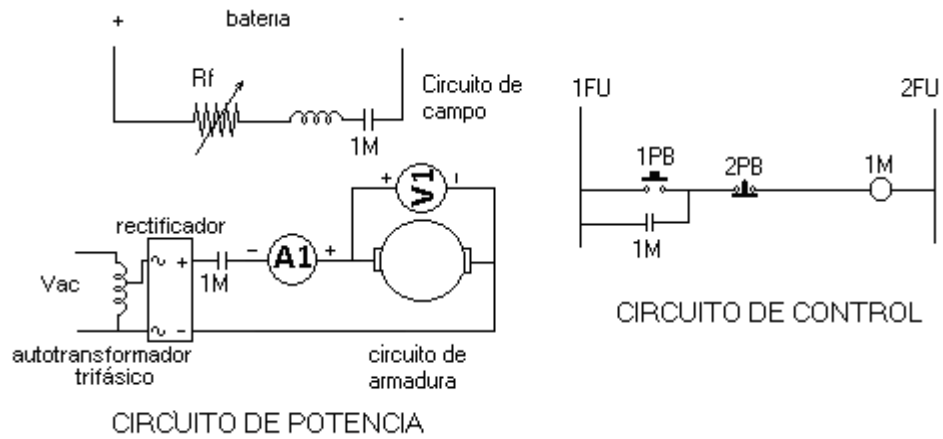 + bateria -
Rf
Circuito de
campo
1M
+ V1 -
rectificador
Vac
~ +
~ -
1M
- A1 +
autotransformador
trifásico
circuito de
armadura
CIRCUITO DE POTENCIA
1FU 2FU
1PB 2PB 1M
1M
CIRCUITO DE CONTROL